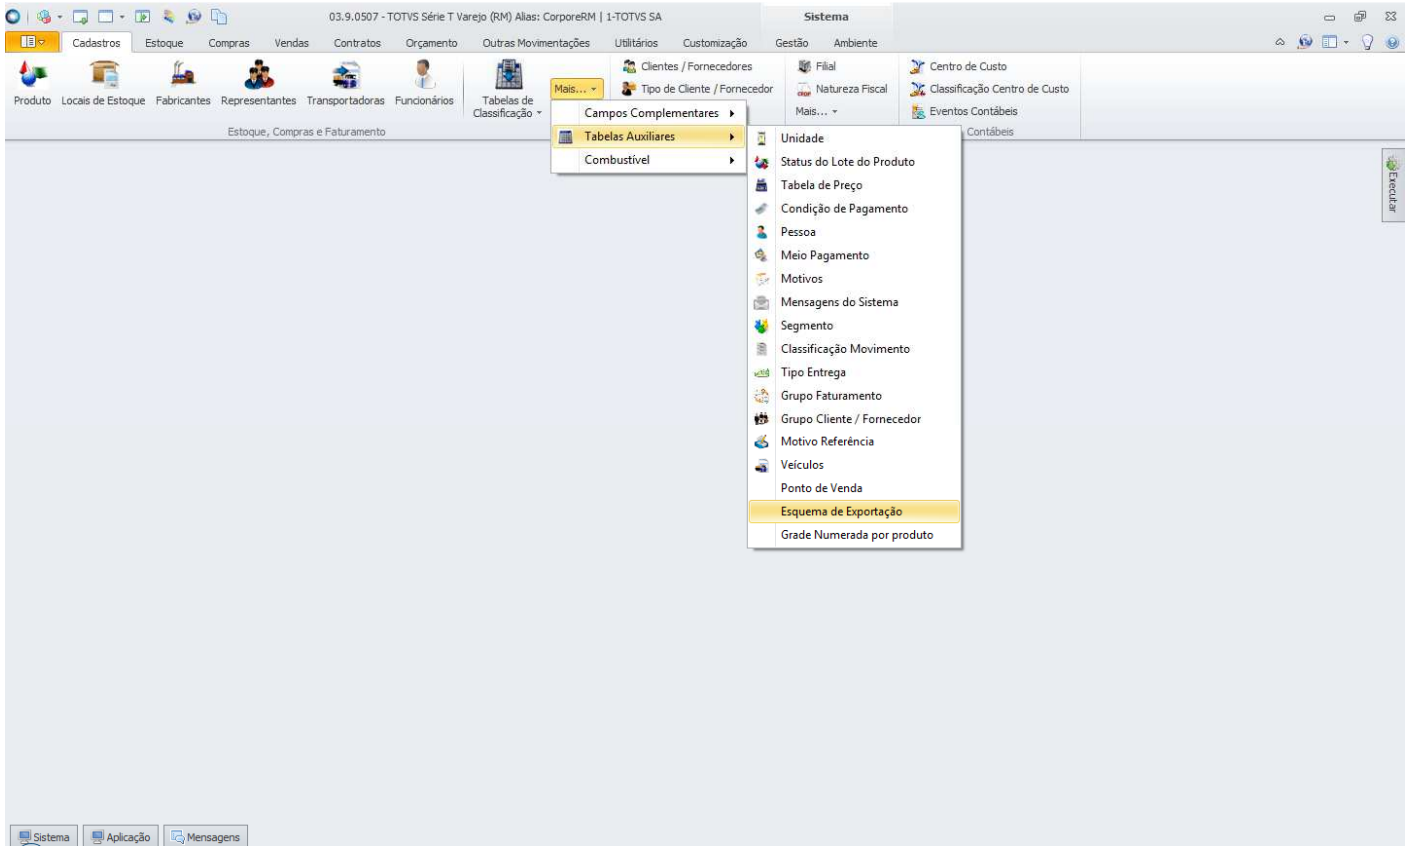 03.9.0507 - TOTVS Série T Varejo (RM) Alias: CorporeRM | 1-TOTVS SA
Sistema
Cadastros Estoque Compras Vendas Contratos Orçamento Outras Movimentações Utilitários Customização Gestão Ambiente
Produto Locais de Estoque Fabricantes Representantes Transportadoras Funcionários
Tabelas de
Classificação
Mais...
Estoque, Compras e Faturamento
Clientes / Fornecedores
Tipo de Cliente / Fornecedor
Filial
Natureza Fiscal
Mais...
Centro de Custo
Classificação Centro de Custo
Eventos Contábeis
Contábeis
Campos Complementares
Tabelas Auxiliares
Combustível
Unidade
Status do Lote do Produto
Tabela de Preço
Condição de Pagamento
Pessoa
Meio Pagamento
Motivos
Mensagens do Sistema
Segmento
Classificação Movimento
Tipo Entrega
Grupo Faturamento
Grupo Cliente / Fornecedor
Motivo Referência
Veículos
Ponto de Venda
Esquema de Exportação
Grade Numerada por produto
Executar
Sistema Aplicação Mensagens